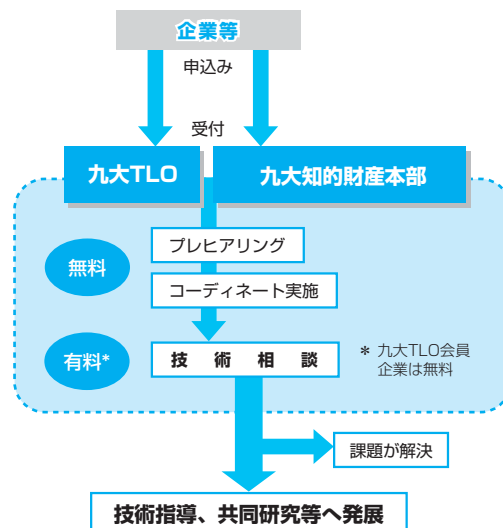 企業等
申込み
受付
九大TLO
九大知的財産本部
無料
プレヒアリング
コーディネート実施
有料*
技術相談
* 九大TLO会員
企業は無料
課題が解決
技術指導、共同研究等へ発展